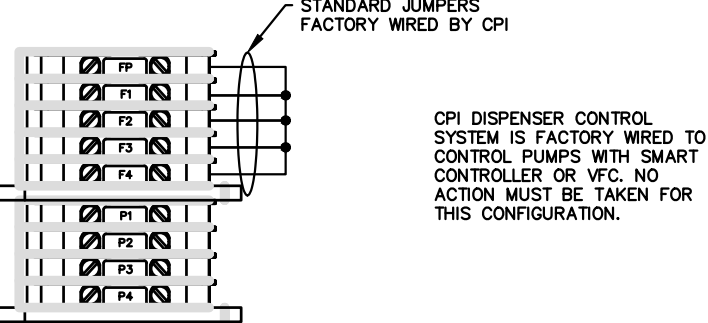 STANDARD JUMPERS
FACTORY WIRED BY CPI
FP
F1
F2
F3
F4
P1
P2
P3
P4
CPI DISPENSER CONTROL
SYSTEM IS FACTORY WIRED TO
CONTROL PUMPS WITH SMART
CONTROLLER OR VFC. NO
ACTION MUST BE TAKEN FOR
THIS CONFIGURATION.